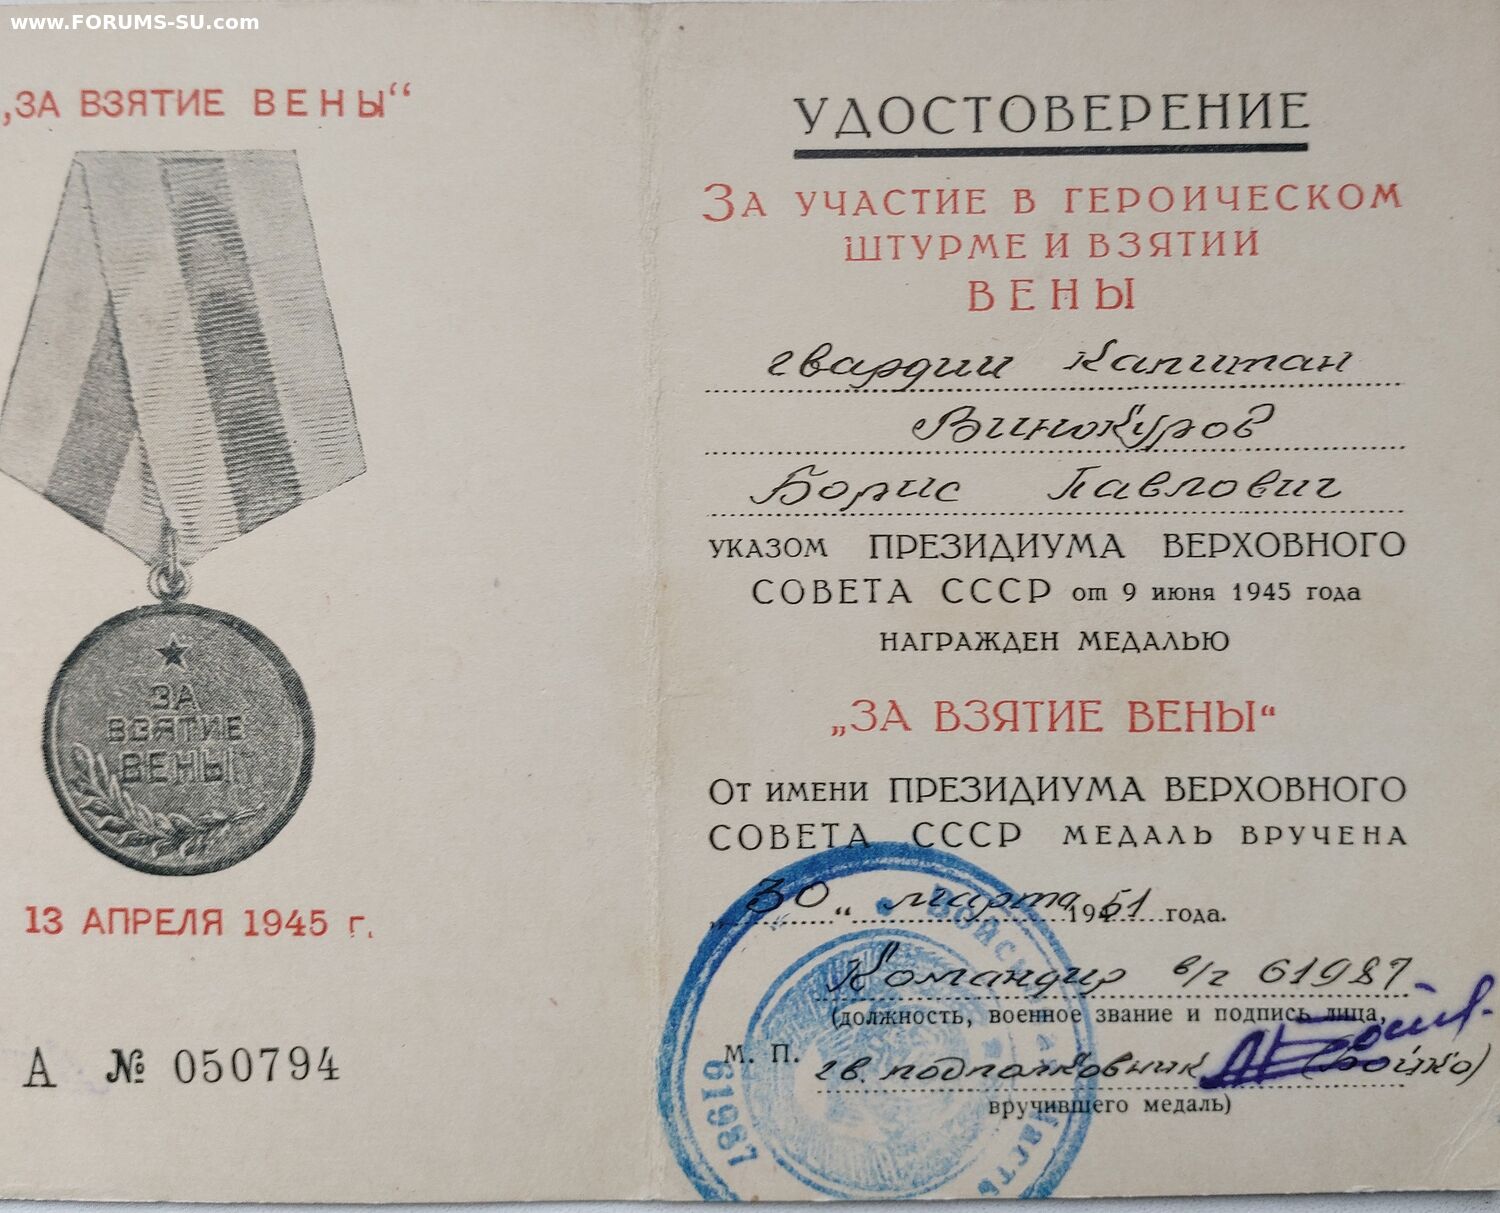 www.FORUMS-SU.com
„ЗА ВЗЯТИЕ ВЕНЫ“
ЗА
ВЗЯТИЕ
ВЕНЫ
13 АПРЕЛЯ 1945 г.
А № 050794
УДОСТОВЕРЕНИЕ
ЗА УЧАСТИЕ В ГЕРОИЧЕСКОМ
ШТУРМЕ И ВЗЯТИИ
ВЕНЫ
гвардии Капитан
Винокуров
Борис Павлович
УКАЗОМ ПРЕЗИДИУМА ВЕРХОВНОГО
СОВЕТА СССР от 9 июня 1945 года
НАГРАЖДЕН МЕДАЛЬЮ
„ЗА ВЗЯТИЕ ВЕНЫ“
ОТ ИМЕНИ ПРЕЗИДИУМА ВЕРХОВНОГО
СОВЕТА СССР МЕДАЛЬ ВРУЧЕНА
„30“ марта 1951 года.
Командир в/ч 61987
(должность, военное звание и подпись лица,
М. П. гв. подполковник (Бойко)
вручившего медаль)
Войсковая часть
61987